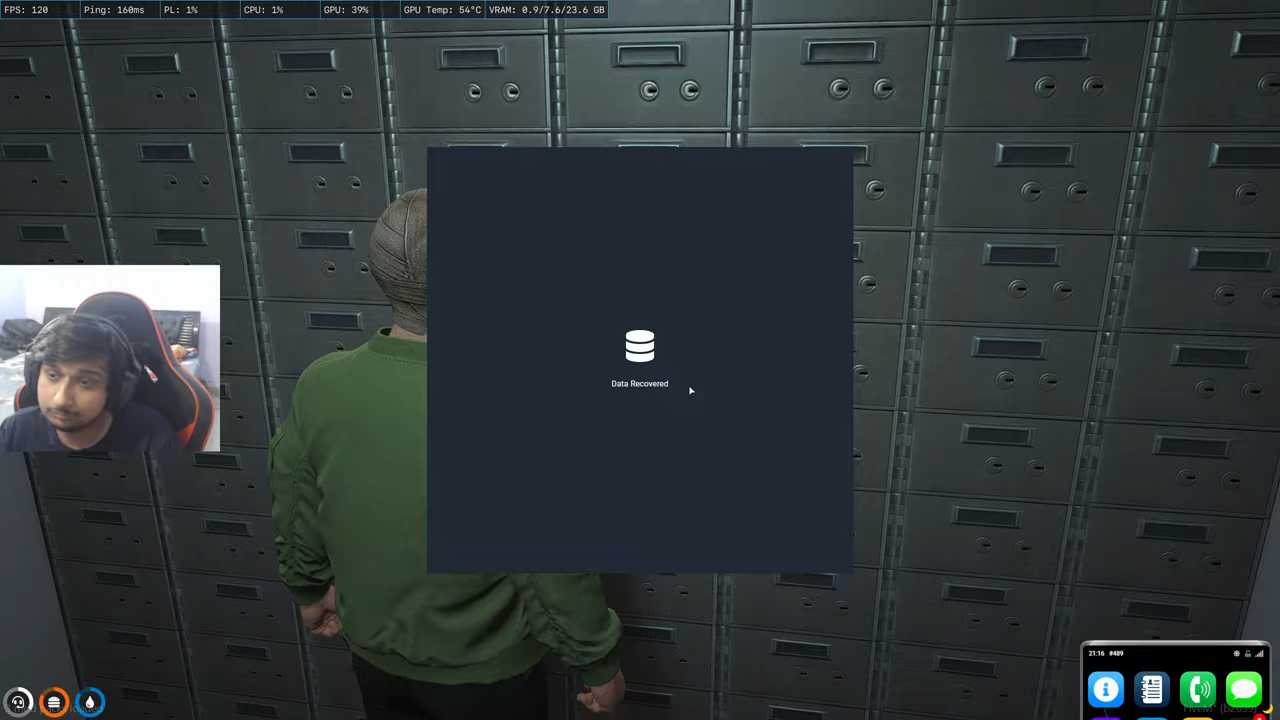 FPS: 120 Ping: 160ms PL: 1% CPU: 1% GPU: 39% GPU Temp: 54°C VRAM: 0.9/7.6/23.6 GB
Data Recovered
21:16 #489